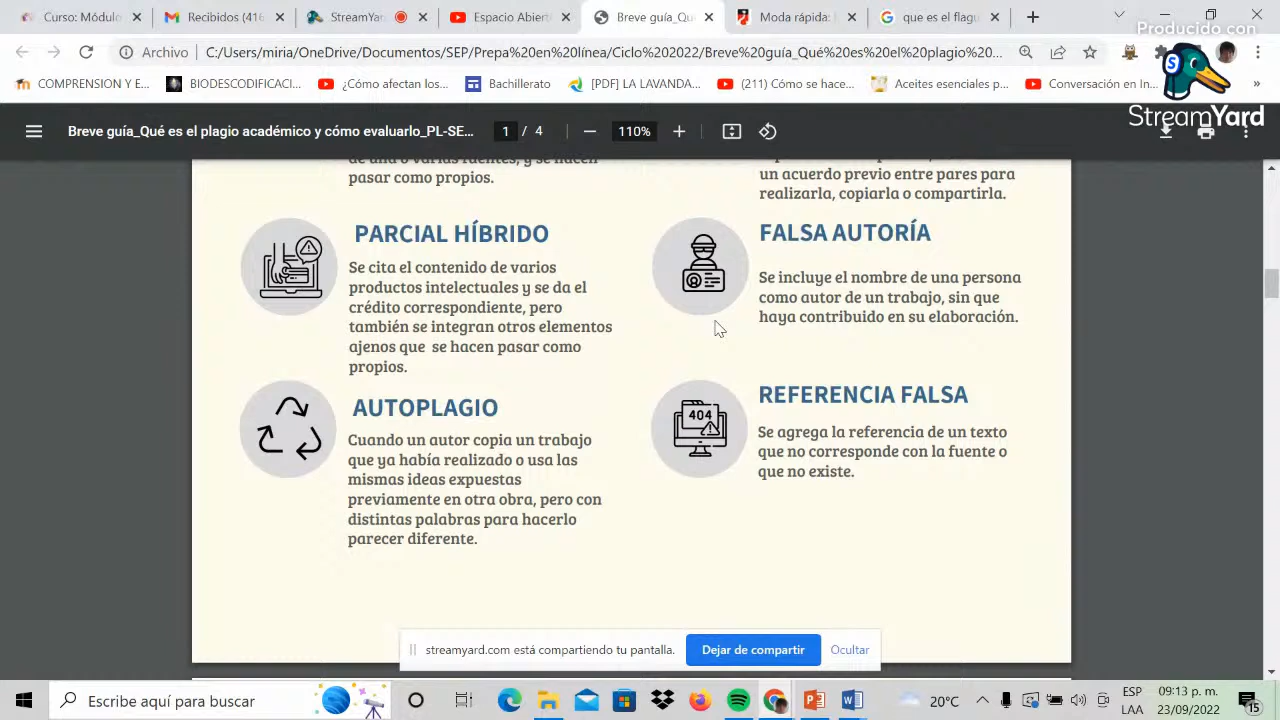 Curso: Módulo
Recibidos (416
StreamYar
Espacio Abiert
Breve guía_Qu
Moda rápida:
que es el flagu
Producido con
Archivo
C:/Users/miria/OneDrive/Documentos/SEP/Prepa%20en%20línea/Ciclo%202022/Breve%20guía_Qué%20es%20el%20plagio%20...
COMPRENSION Y E...
BIODESCODIFICACI...
¿Cómo afectan los...
Bachillerato
[PDF] LA LAVANDA...
(211) Cómo se hace...
Aceites esenciales p...
Conversación en In...
»
StreamYard
Breve guía_Qué es el plagio académico y cómo evaluarlo_PL-SE...
1 / 4
110%
de una o varias fuentes, y se hacen
pasar como propios.
un acuerdo previo entre pares para
realizarla, copiarla o compartirla.
PARCIAL HÍBRIDO
Se cita el contenido de varios
productos intelectuales y se da el
crédito correspondiente, pero
también se integran otros elementos
ajenos que se hacen pasar como
propios.
FALSA AUTORÍA
Se incluye el nombre de una persona
como autor de un trabajo, sin que
haya contribuido en su elaboración.
AUTOPLAGIO
Cuando un autor copia un trabajo
que ya había realizado o usa las
mismas ideas expuestas
previamente en otra obra, pero con
distintas palabras para hacerlo
parecer diferente.
404
REFERENCIA FALSA
Se agrega la referencia de un texto
que no corresponde con la fuente o
que no existe.
streamyard.com está compartiendo tu pantalla.
Dejar de compartir
Ocultar
Escribe aquí para buscar
20°C
ESP
LAA
09:13 p. m.
23/09/2022
15